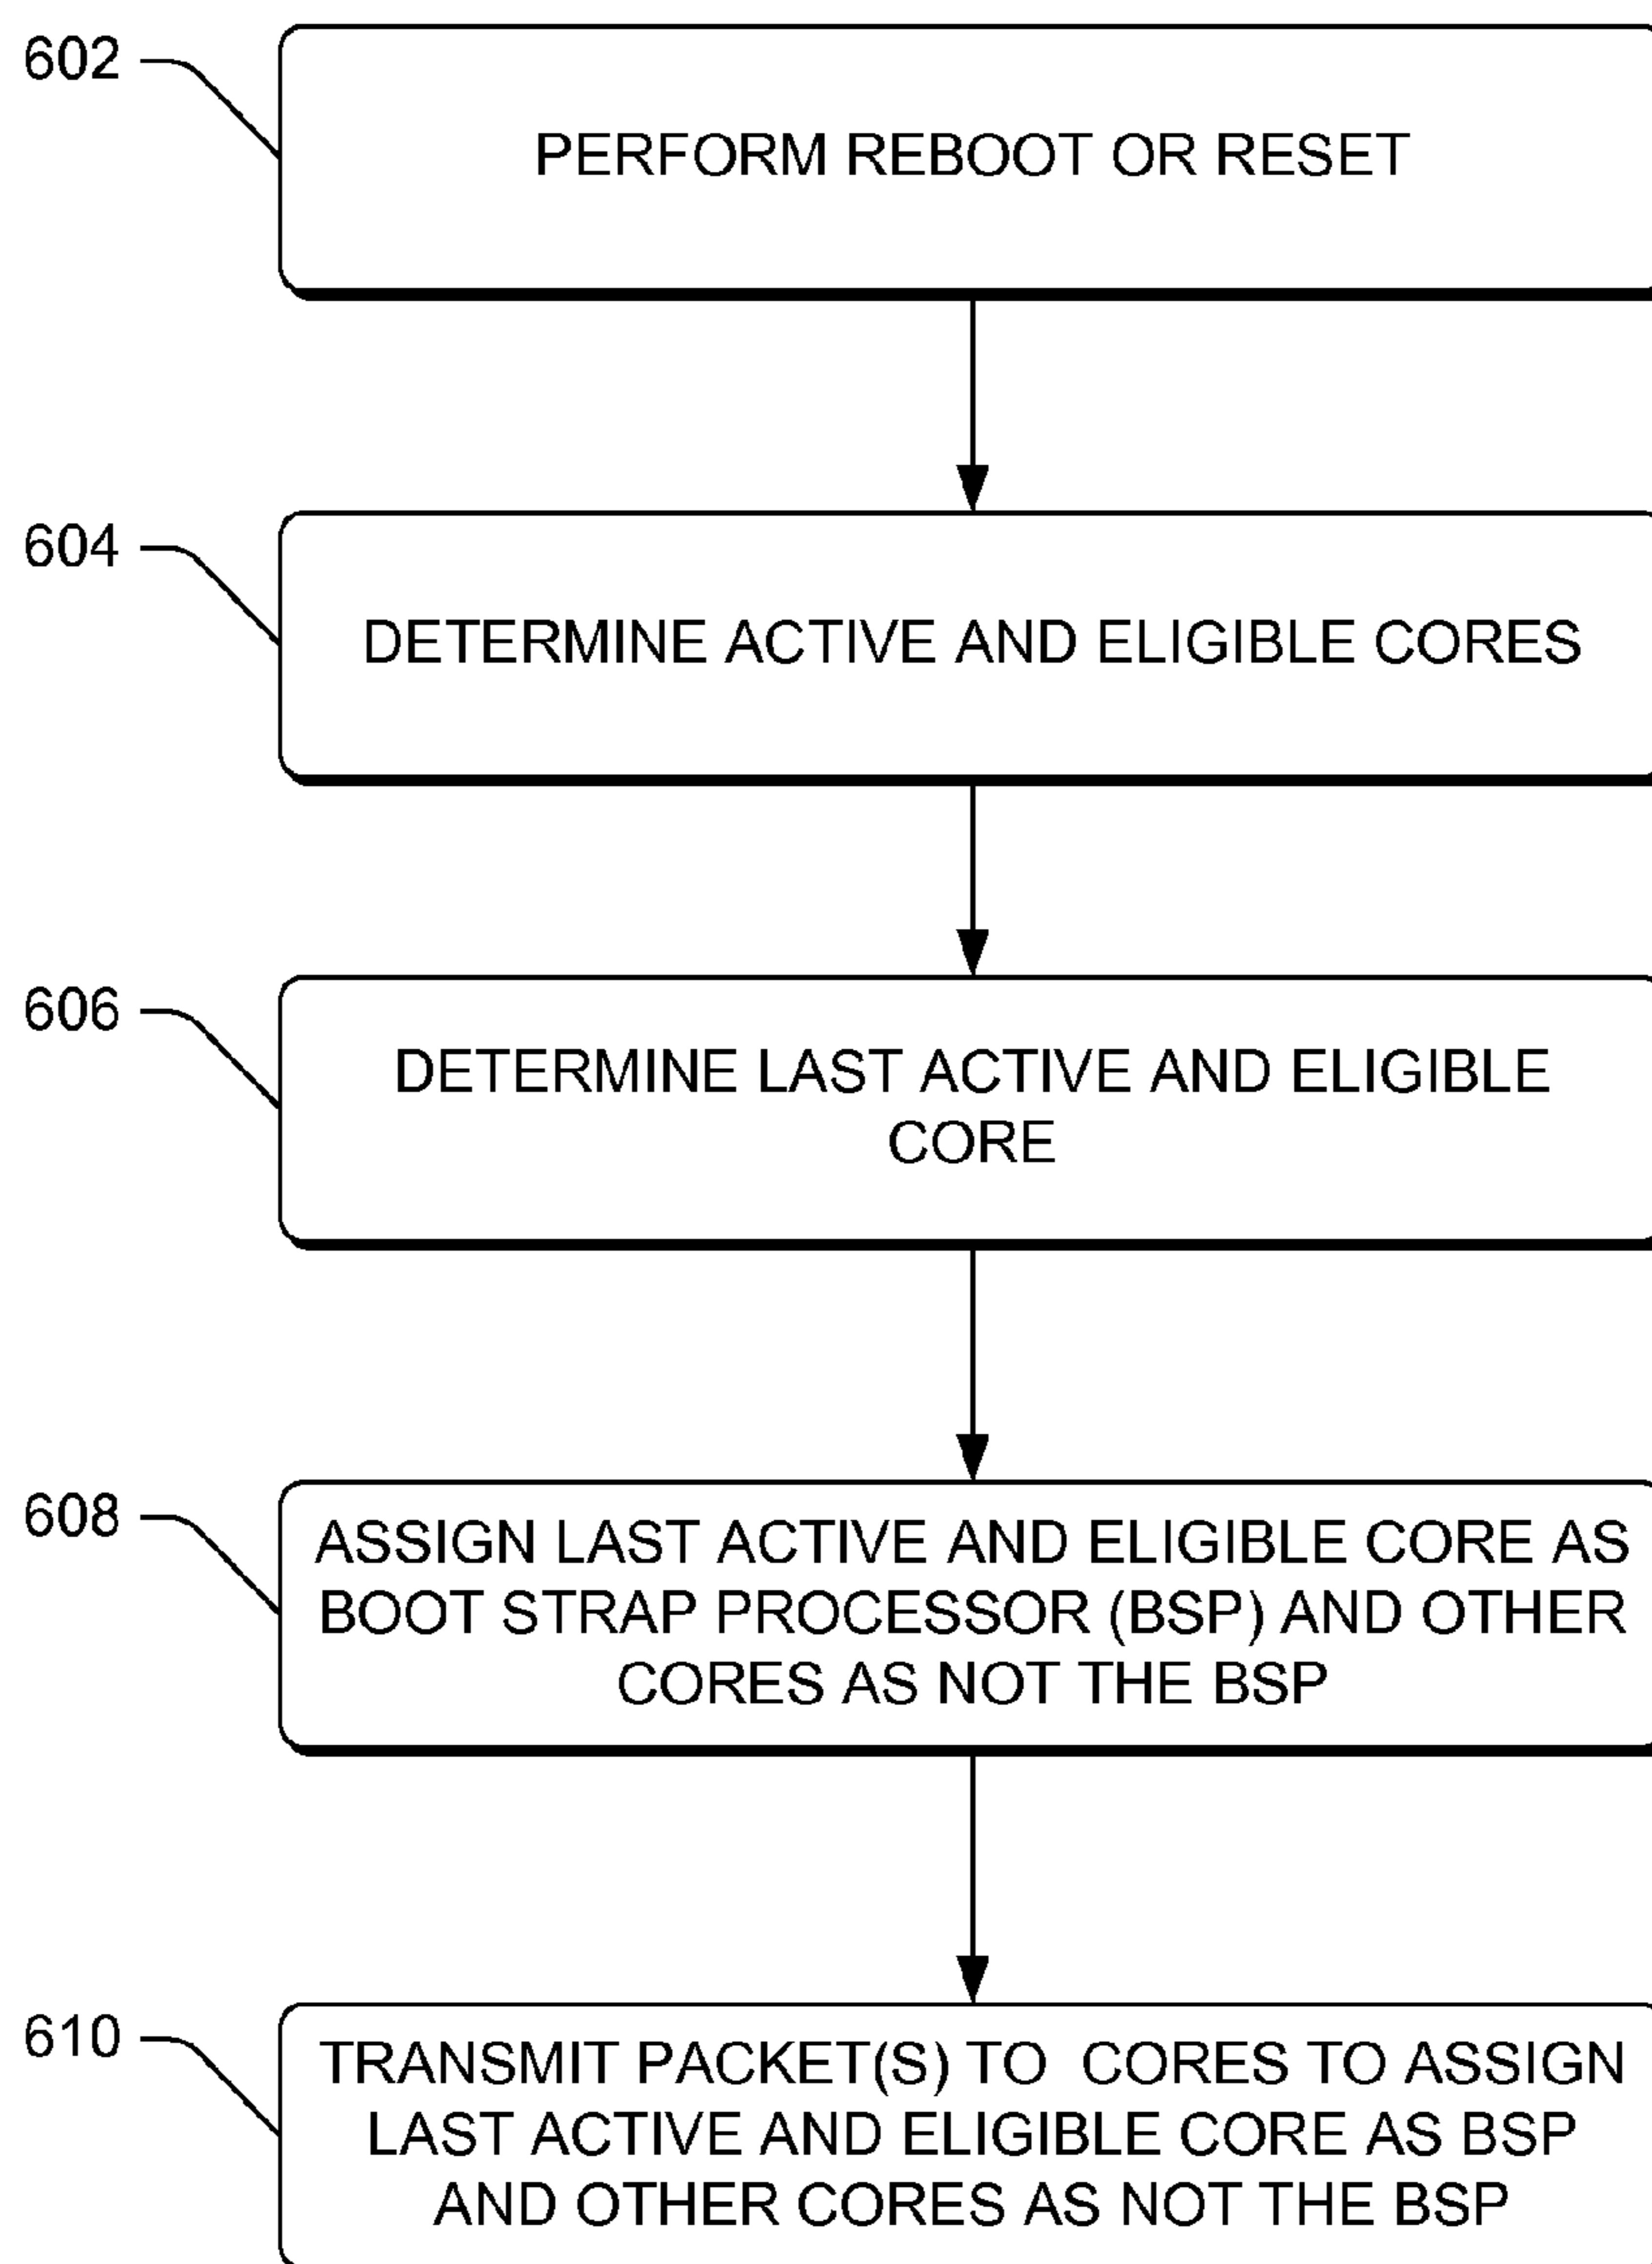 602
PERFORM REBOOT OR RESET
604
DETERMINE ACTIVE AND ELIGIBLE CORES
606
DETERMINE LAST ACTIVE AND ELIGIBLE
CORE
608
ASSIGN LAST ACTIVE AND ELIGIBLE CORE AS
BOOT STRAP PROCESSOR (BSP) AND OTHER
CORES AS NOT THE BSP
610
TRANSMIT PACKET(S) TO CORES TO ASSIGN
LAST ACTIVE AND ELIGIBLE CORE AS BSP
AND OTHER CORES AS NOT THE BSP